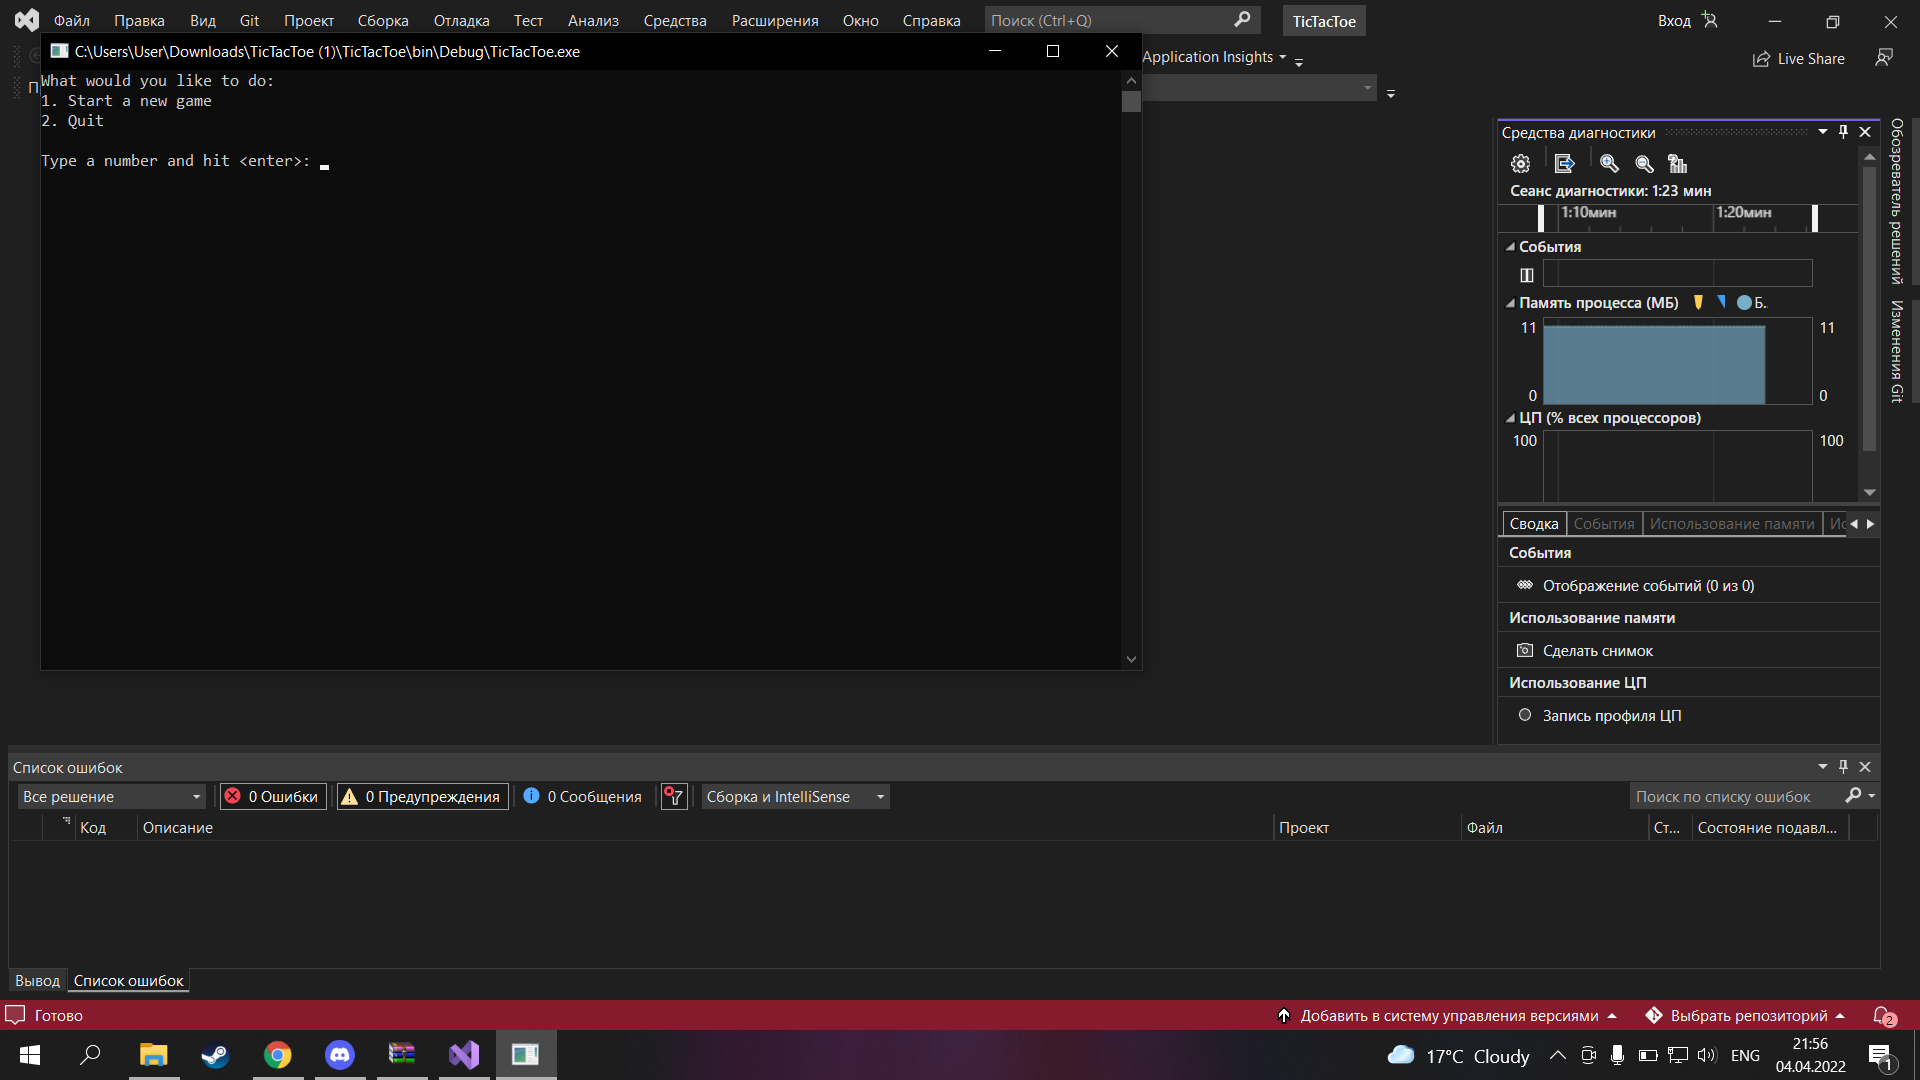 Файл Правка Вид Git Проект Сборка Отладка Тест Анализ Средства Расширения Окно Справка Поиск (Ctrl+Q) TicTacToe Вход
C:\Users\User\Downloads\TicTacToe (1)\TicTacToe\bin\Debug\TicTacToe.exe
Application Insights
Live Share
What would you like to do:
1. Start a new game
2. Quit
Type a number and hit <enter>:
Средства диагностики
Сеанс диагностики: 1:23 мин
1:10мин 1:20мин
События
Память процесса (МБ) Б..
11 11
0 0
ЦП (% всех процессоров)
100 100
Сводка События Использование памяти Ис
События
Отображение событий (0 из 0)
Использование памяти
Сделать снимок
Использование ЦП
Запись профиля ЦП
Обозреватель решений
Изменения Git
Список ошибок
Все решение 0 Ошибки 0 Предупреждения 0 Сообщения Сборка и IntelliSense Поиск по списку ошибок
Код Описание Проект Файл Ст... Состояние подавл...
Вывод Список ошибок
Готово Добавить в систему управления версиями Выбрать репозиторий 2
17°C Cloudy ENG 21:56
04.04.2022 1